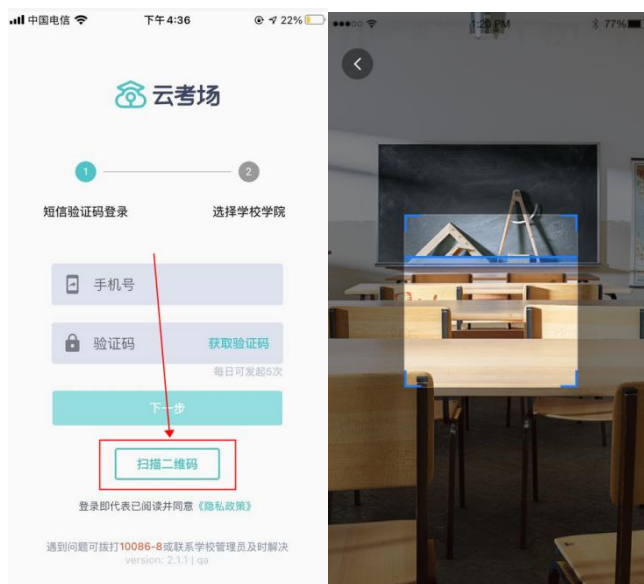 中国电信 下午4:36 22%
云考场
1 2
短信验证码登录 选择学校学院
手机号
验证码 获取验证码
每日可发起5次
下一步
扫描二维码
登录即代表已阅读并同意《隐私政策》
遇到问题可拨打10086-8或联系学校管理员及时解决
version: 2.1.1 | qa
1:20 PM 77%